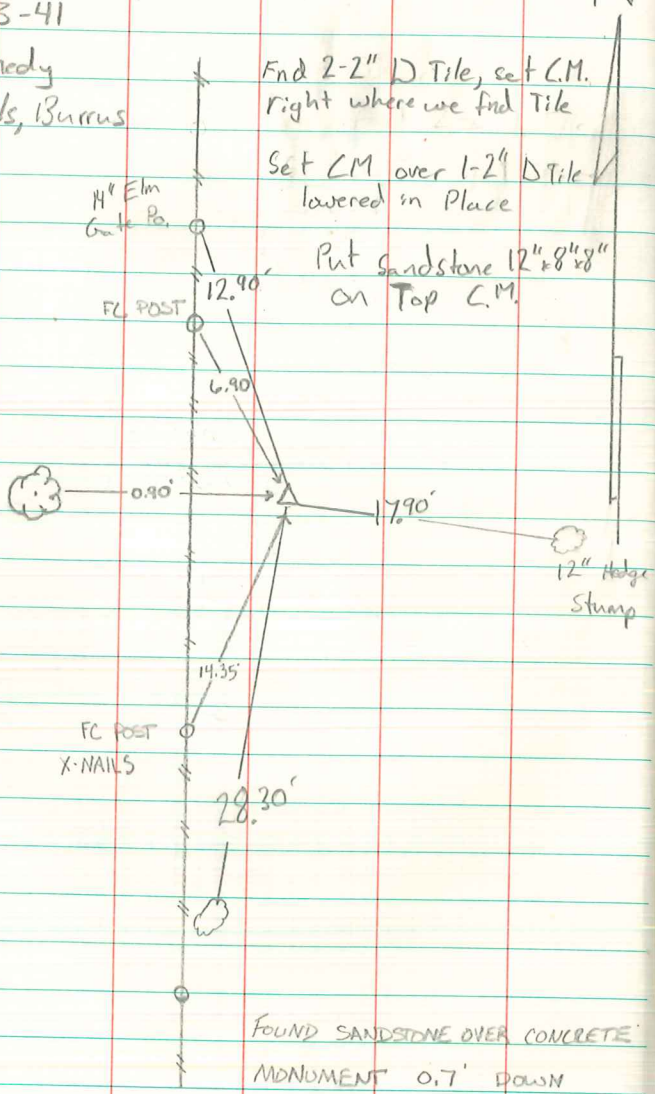 3-41
edy
ls, Burrus
Fnd 2-2" D Tile, set C.M.
right where we fnd Tile
Set CM over 1-2" D Tile
lowered in Place
Put Sandstone 12"x8"x8"
on Top C.M.
14" Elm
Gate Po.
12.90'
FC POST
6.90
0.90'
17.90'
12" Hedge
Stump
14.35'
FC POST
X-NAILS
28.30'
FOUND SANDSTONE OVER CONCRETE
MONUMENT 0.7' DOWN